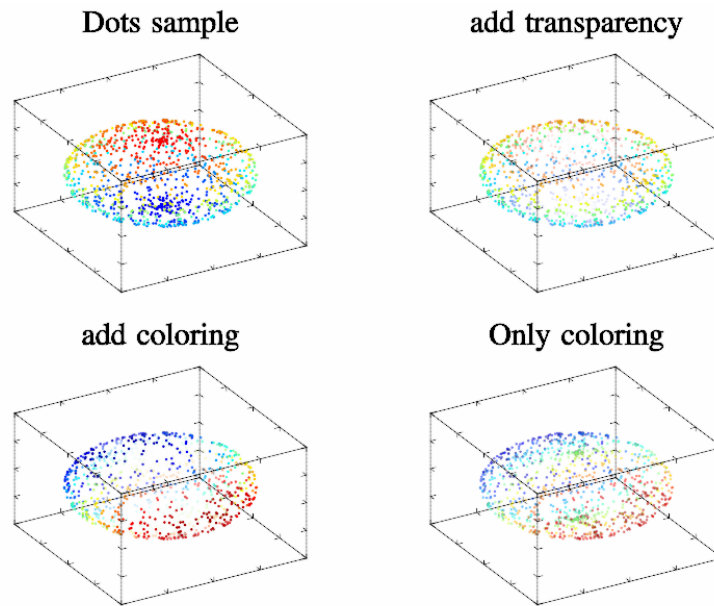 Dots sample
add transparency
add coloring
Only coloring